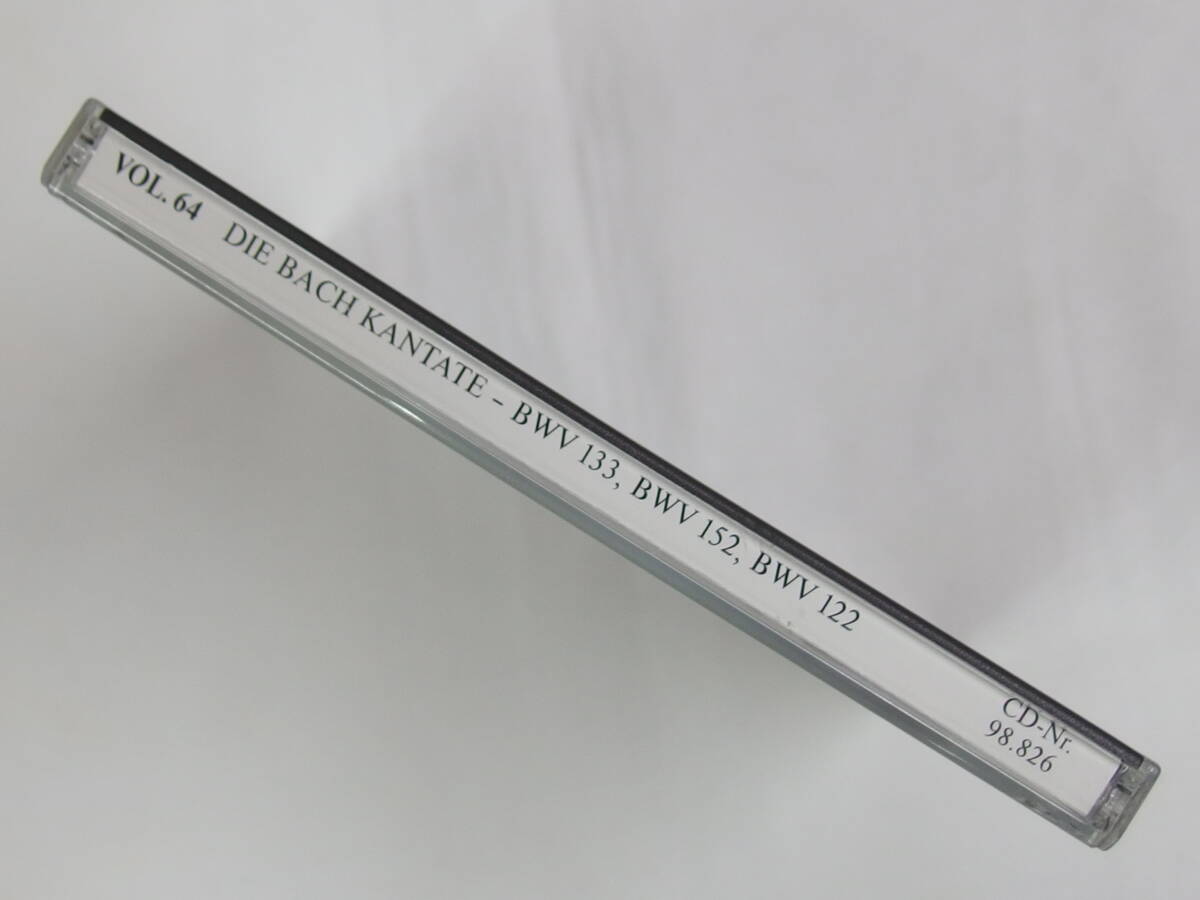 VOL. 64 DIE BACH KANTATE – BWV 133, BWV 152, BWV 122
CD-Nr.
98.826